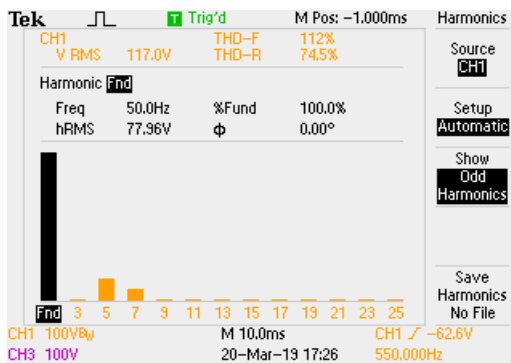 Tek Trig'd M Pos: -1.000ms Harmonics
CH1 THD-F 112%
V RMS 117.0V THD-R 74.5%
Source
CH1
Harmonic Fnd
Freq 50.0Hz %Fund 100.0%
hRMS 77.96V Φ 0.00°
Setup
Automatic
Show
Odd
Harmonics
Save
Harmonics
No File
Fnd 3 5 7 9 11 13 15 17 19 21 23 25
CH1 100VBW M 10.0ms CH1 -62.6V
CH3 100V 20-Mar-19 17:26 550.000Hz